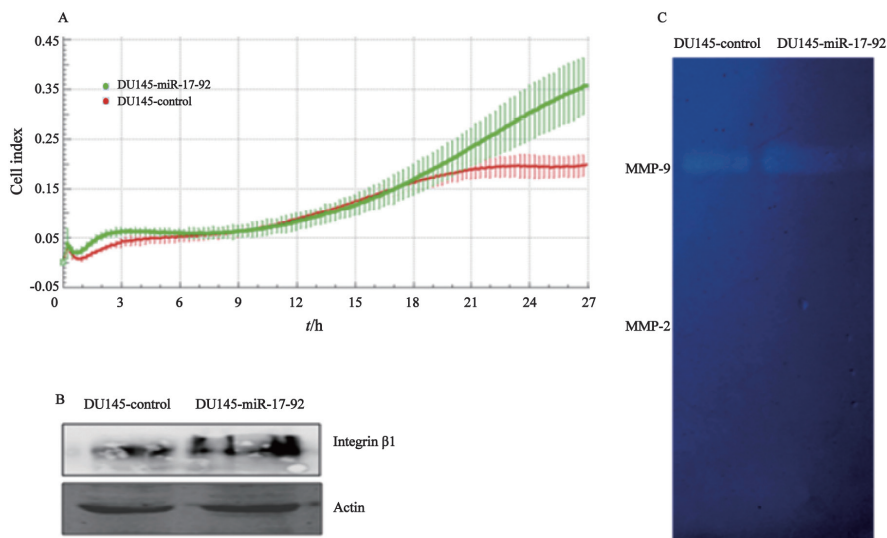 A
0.45
0.35
0.25
0.15
0.05
-0.05
Cell index
DU145-miR-17-92
DU145-control
0 3 6 9 12 15 18 21 24 27
t/h
B
DU145-control DU145-miR-17-92
Integrin β1
Actin
C
DU145-control DU145-miR-17-92
MMP-9
MMP-2